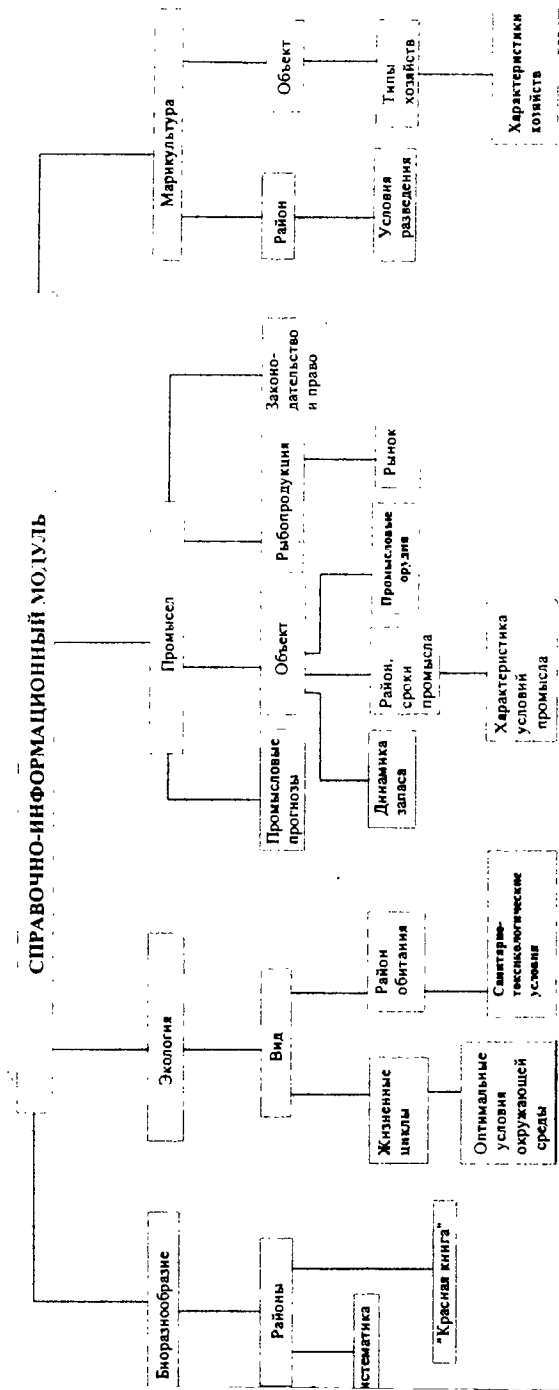 СПРАВОЧНО-ИНФОРМАЦИОННЫЙ МОДУЛЬ
Биоразнообразие
Районы
истематика
"Красная книга"
Экология
Вид
Жизненные
циклы
Оптимальные
условия
окружающей
среды
Район
обитания
Санитарно-
токсикологические
условия
Промысел
Промысловые
прогнозы
Объект
Динамика
запаса
Район,
сроки
промысла
Характеристика
условий
промысла
Промысловые
орудия
Рыбопродукция
Рынок
Законо-
дательство
и право
Марикультура
Район
Условия
разведения
Объект
Типы
хозяйств
Характеристики
хозяйств